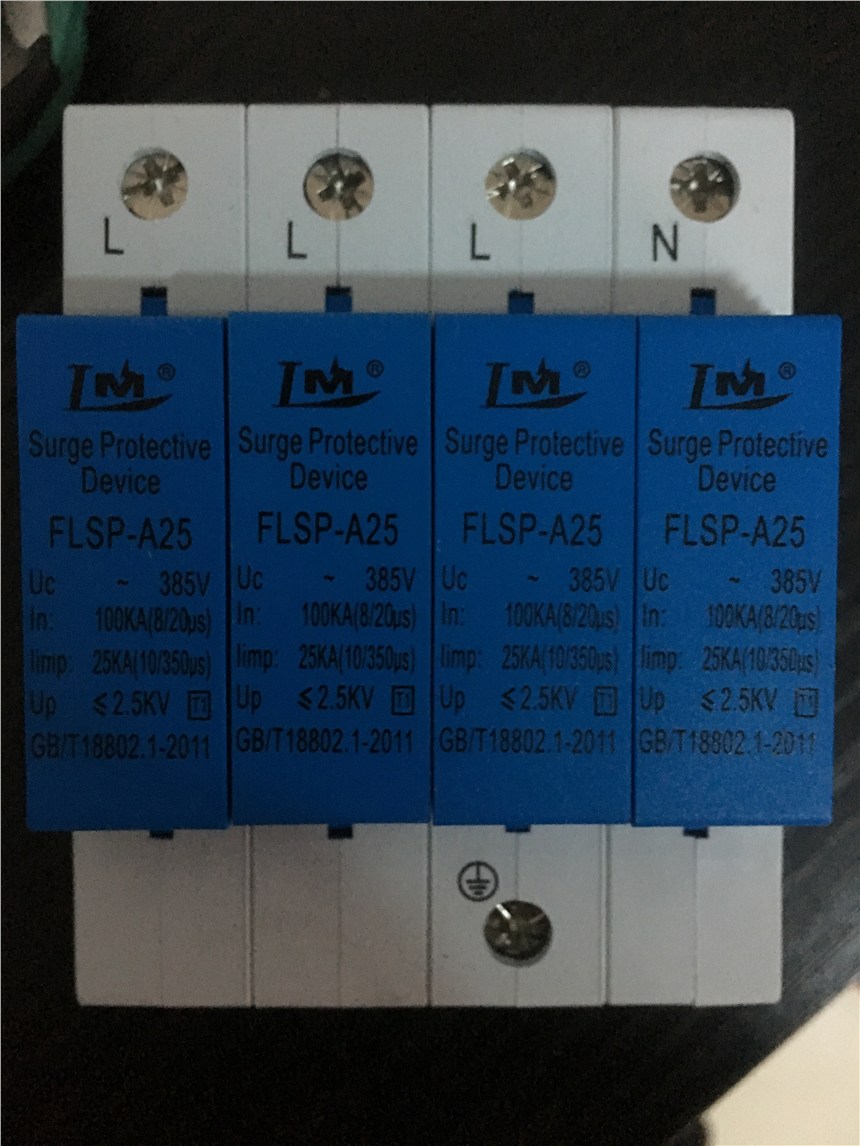 L
L
L
N
LM®
Surge Protective
Device
FLSP-A25
Uc ~ 385V
In: 100KA(8/20µs)
Iimp: 25KA(10/350µs)
Up ≤2.5KV T1
GB/T18802.1-2011
LM®
Surge Protective
Device
FLSP-A25
Uc ~ 385V
In: 100KA(8/20µs)
Iimp: 25KA(10/350µs)
Up ≤2.5KV T1
GB/T18802.1-2011
LM®
Surge Protective
Device
FLSP-A25
Uc ~ 385V
In: 100KA(8/20µs)
Iimp: 25KA(10/350µs)
Up ≤2.5KV T1
GB/T18802.1-2011
LM®
Surge Protective
Device
FLSP-A25
Uc ~ 385V
In: 100KA(8/20µs)
Iimp: 25KA(10/350µs)
Up ≤2.5KV T1
GB/T18802.1-2011